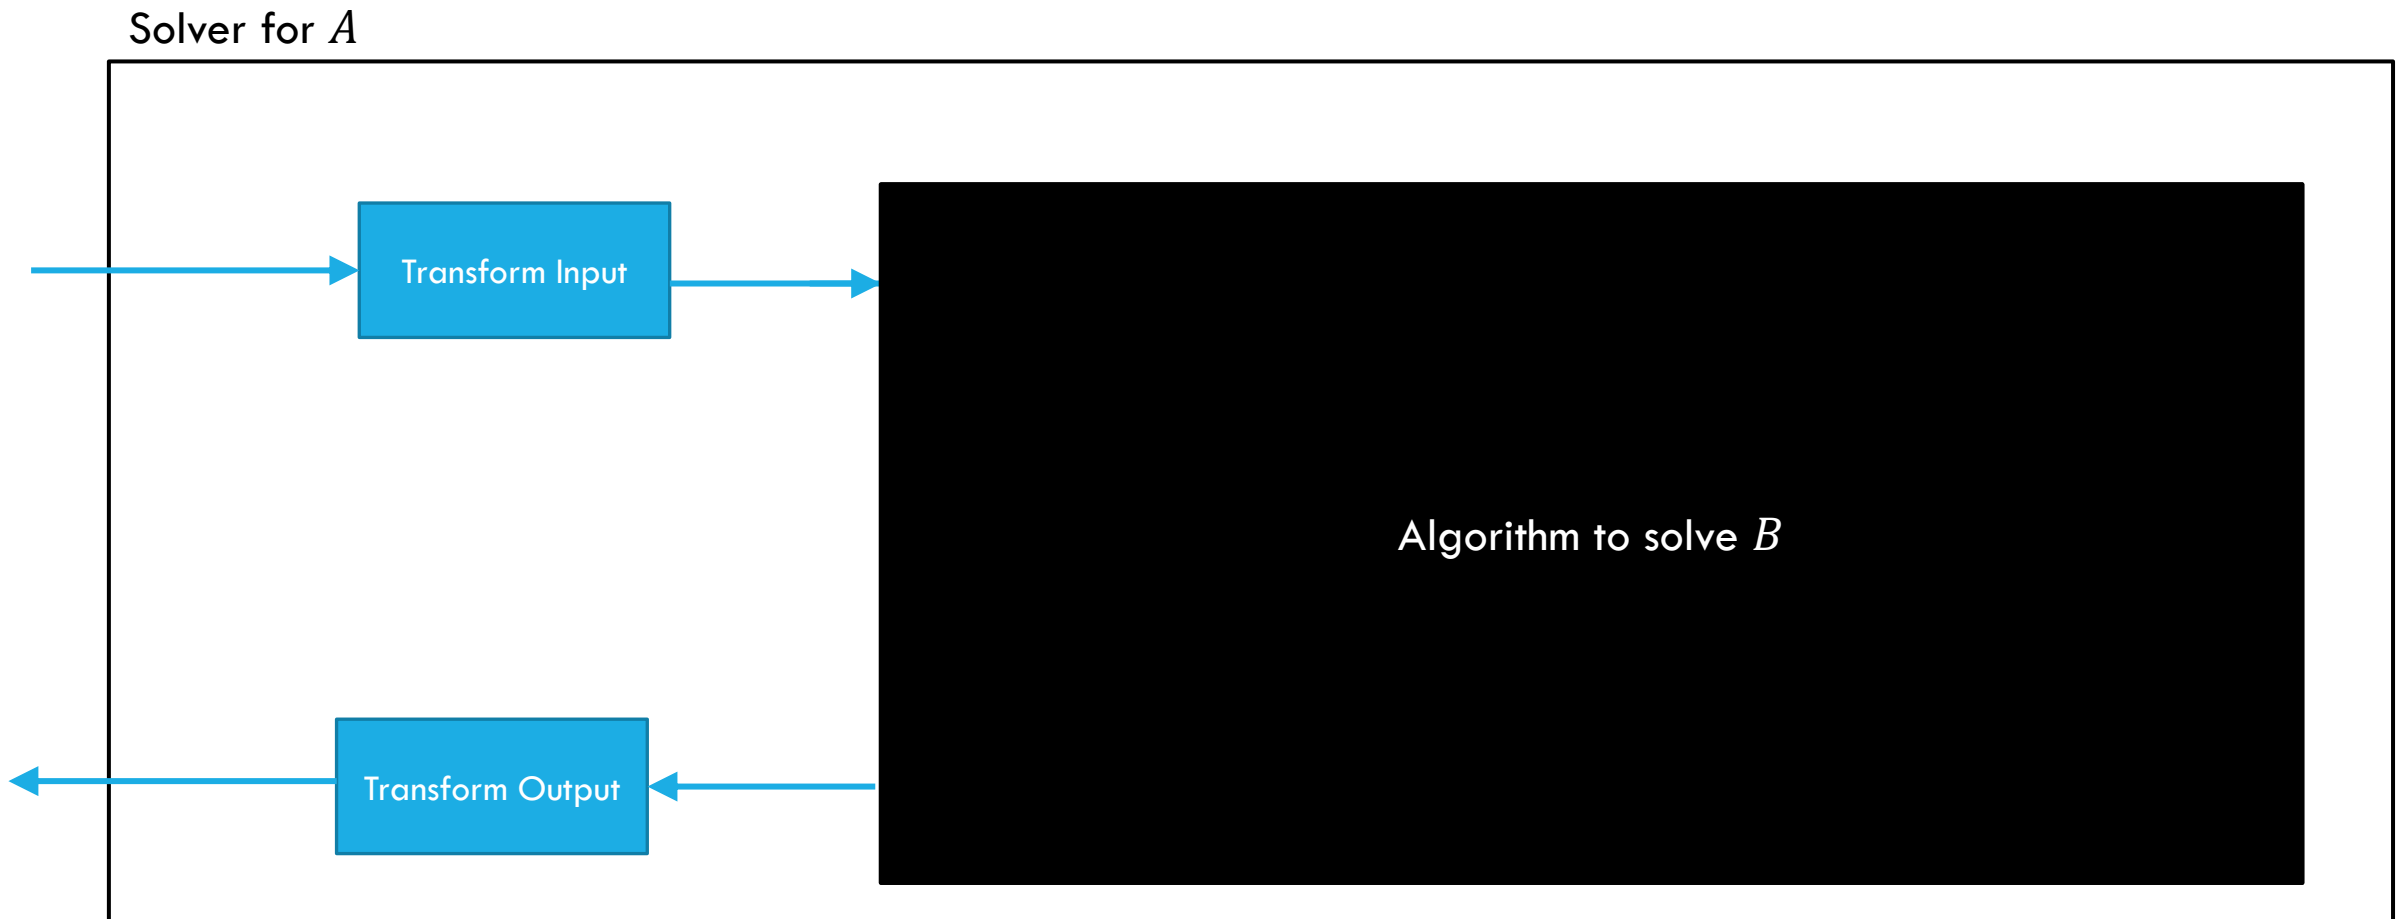 Solver for A
Transform Input
Algorithm to solve B
Transform Output